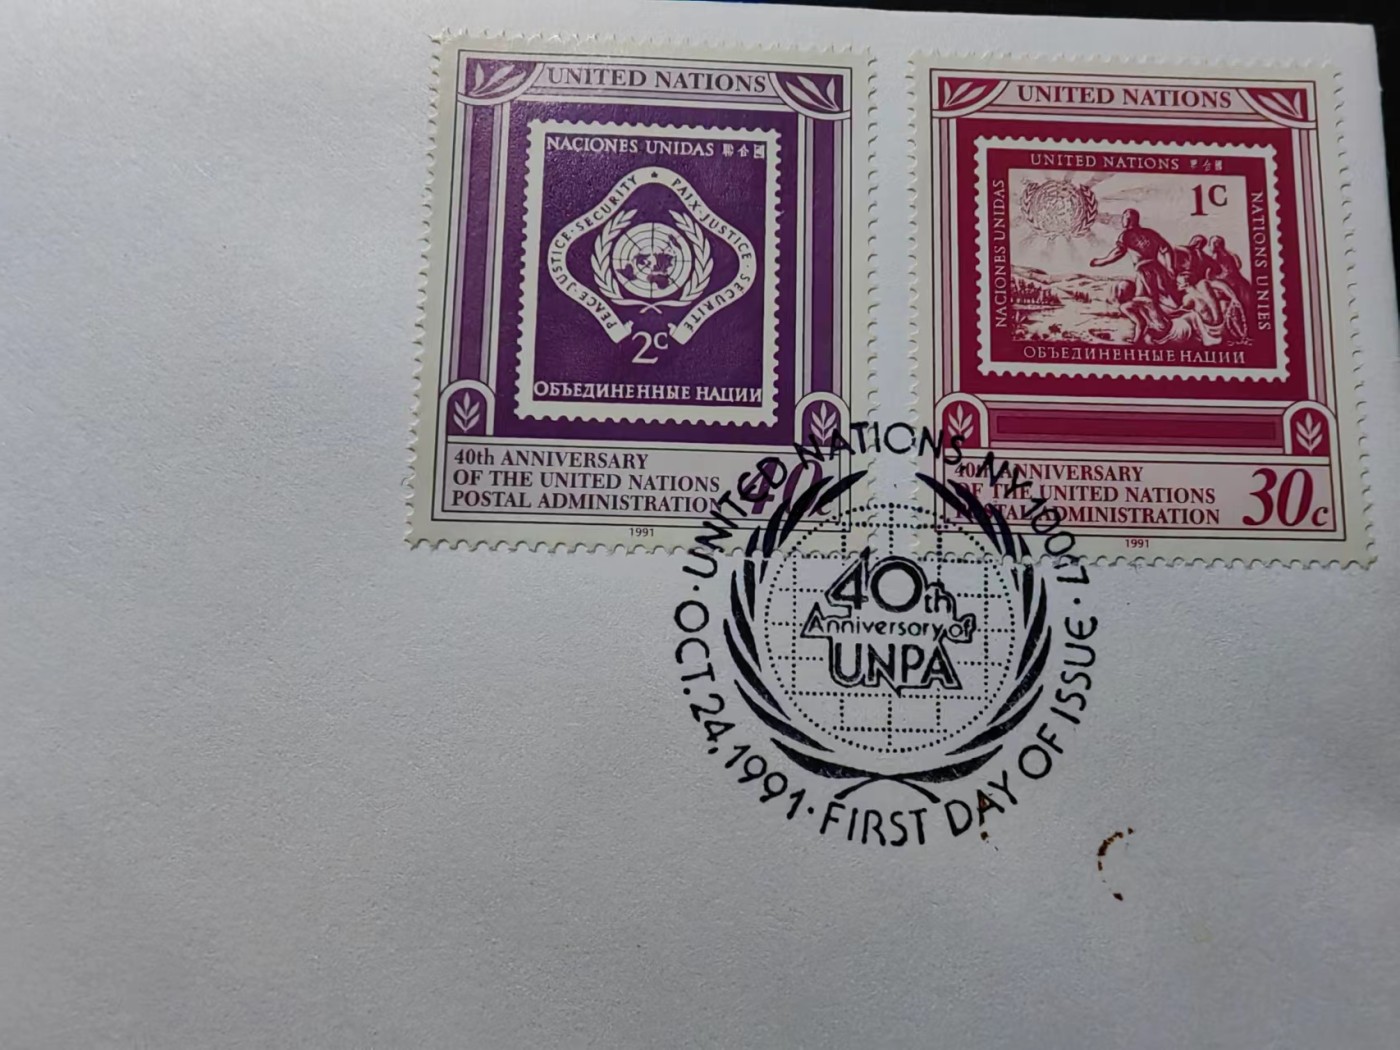 UNITED NATIONS
NACIONES UNIDAS 聯合國
PEACE · JUSTICE · SECURITY ★ PAIX · JUSTICE · SÉCURITÉ
2c
ОБЪЕДИНЕННЫЕ НАЦИИ
40th ANNIVERSARY
OF THE UNITED NATIONS
POSTAL ADMINISTRATION 40c
1991
UNITED NATIONS
UNITED NATIONS 聯合國
NACIONES UNIDAS
1c
NATIONS UNIES
ОБЪЕДИНЕННЫЕ НАЦИИ
40th ANNIVERSARY
OF THE UNITED NATIONS
POSTAL ADMINISTRATION 30c
1991
· UNITED NATIONS, NY 10017 ·
40th
Anniversary of
UNPA
OCT. 24, 1991 · FIRST DAY OF ISSUE